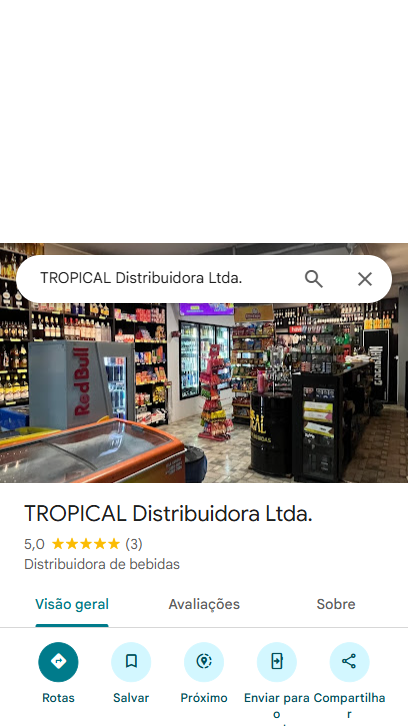 TROPICAL Distribuidora Ltda.
Red Bull
TROPICAL Distribuidora Ltda.
5,0 ★★★★★ (3)
Distribuidora de bebidas
Visão geral
Avaliações
Sobre
Rotas
Salvar
Próximo
Enviar para
o
Compartilha
r